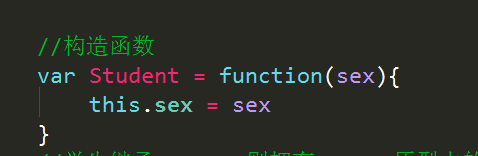 //构造函数
var Student = function(sex){
this.sex = sex
}